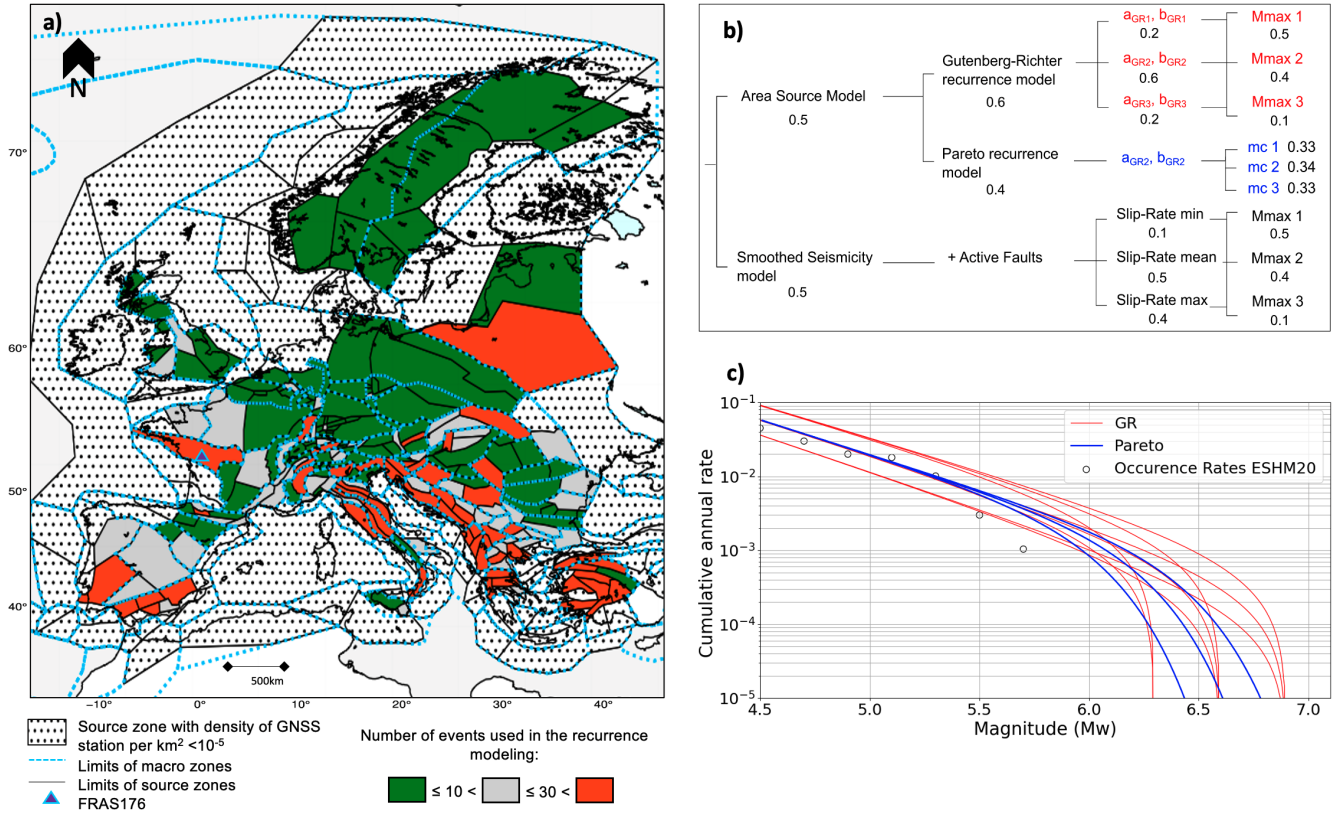 a)
N
70°
60°
50°
40°
-10°
0°
10°
20°
30°
40°
500km
Source zone with density of GNSS
station per km² <10⁻⁵
Limits of macro zones
Limits of source zones
FRAS176
Number of events used in the recurrence
modeling:
≤ 10 <
≤ 30 <
b)
Area Source Model
0.5
Gutenberg-Richter
recurrence model
0.6
aGR1, bGR1
0.2
aGR2, bGR2
0.6
aGR3, bGR3
0.2
Mmax 1
0.5
Mmax 2
0.4
Mmax 3
0.1
Pareto recurrence
model
0.4
aGR2, bGR2
mc 1 0.33
mc 2 0.34
mc 3 0.33
Smoothed Seismicity
model
0.5
+ Active Faults
Slip-Rate min
0.1
Slip-Rate mean
0.5
Slip-Rate max
0.4
Mmax 1
0.5
Mmax 2
0.4
Mmax 3
0.1
c)
Cumulative annual rate
10⁻¹
10⁻²
10⁻³
10⁻⁴
10⁻⁵
GR
Pareto
Occurence Rates ESHM20
4.5
5.0
5.5
6.0
6.5
7.0
Magnitude (Mw)